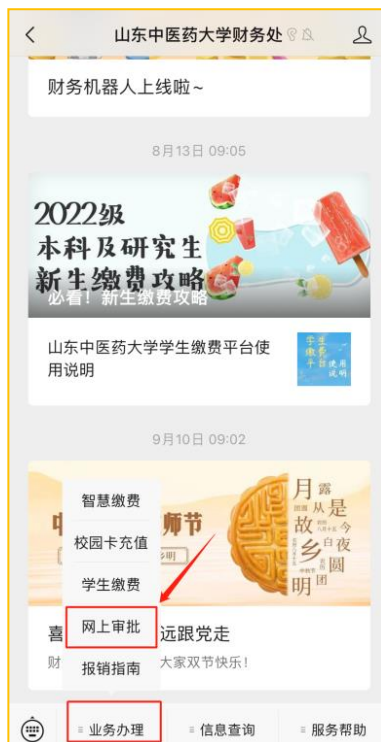 山东中医药大学财务处
财务机器人上线啦~
8月13日 09:05
2022级
本科及研究生
新生缴费攻略
必看！新生缴费攻略
山东中医药大学学生缴费平台使
用说明
9月10日 09:02
月露
从是
故今
乡白夜
明团圆
师节
智慧缴费
校园卡充值
学生缴费
网上审批
报销指南
喜
远跟党走
财
大家双节快乐！
业务办理
信息查询
服务帮助